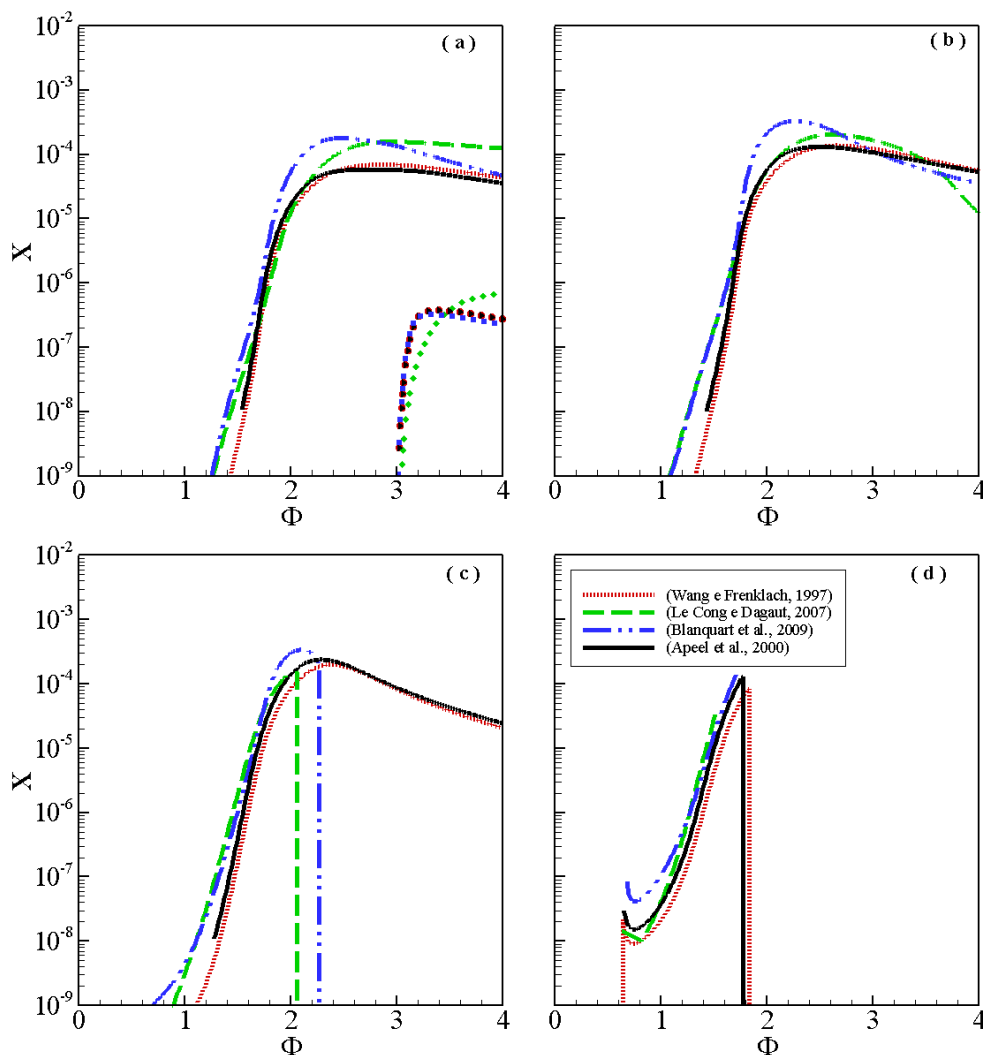 ( a )
X
10-2
10-3
10-4
10-5
10-6
10-7
10-8
10-9
0 1 2 3 4
Φ
( b )
0 1 2 3 4
Φ
( c )
X
10-2
10-3
10-4
10-5
10-6
10-7
10-8
10-9
0 1 2 3 4
Φ
( d )
(Wang e Frenklach, 1997)
(Le Cong e Dagaut, 2007)
(Blanquart et al., 2009)
(Apeel et al., 2000)
0 1 2 3 4
Φ